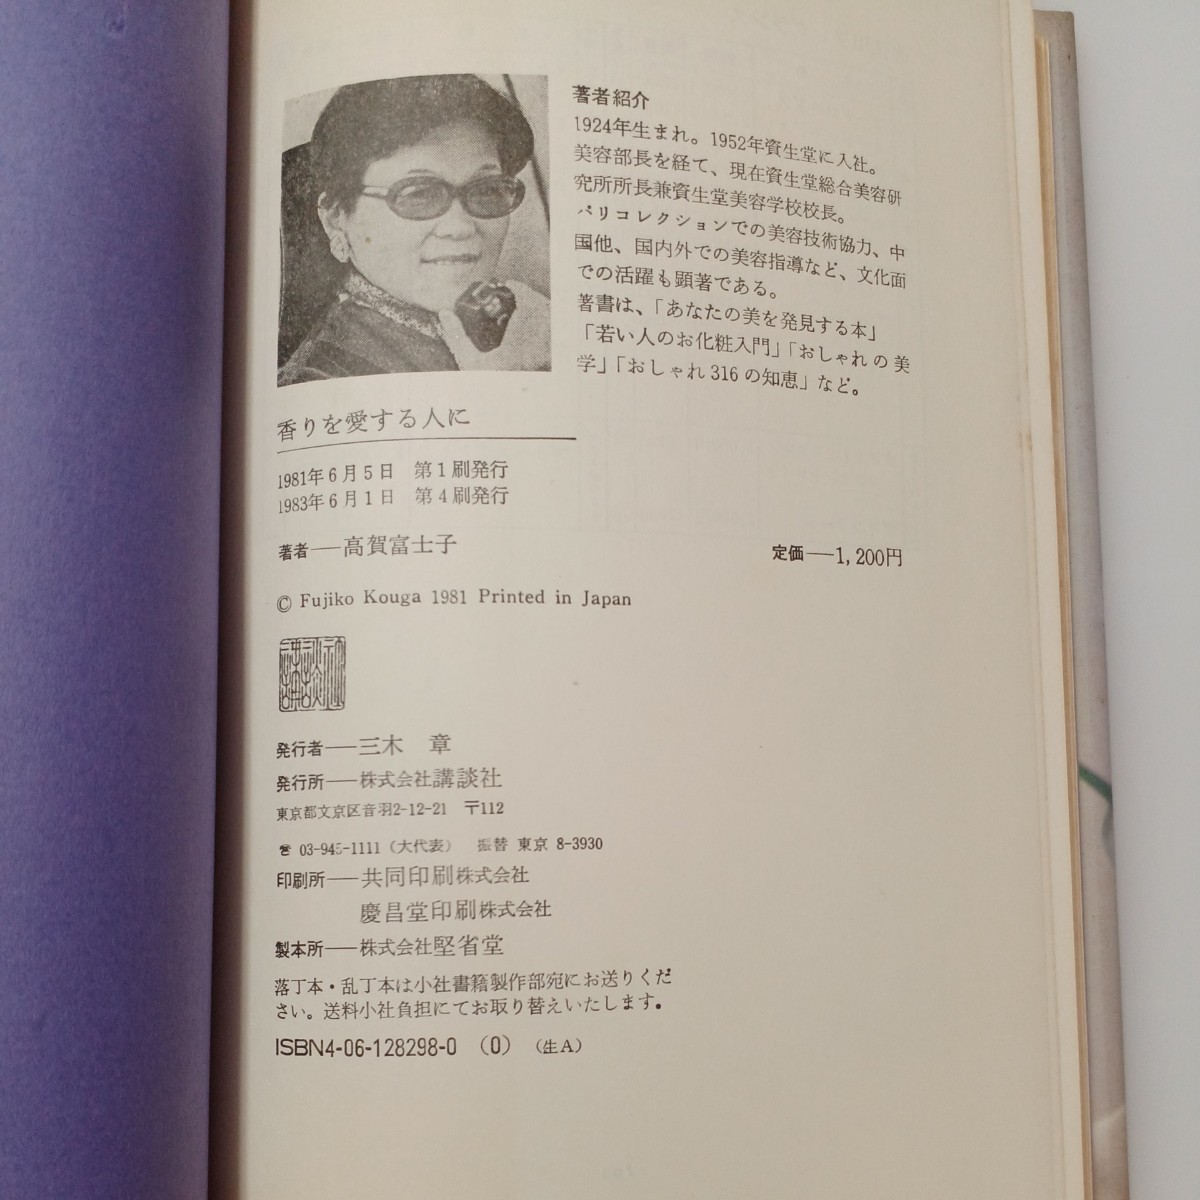 著者紹介
1924年生まれ。1952年資生堂に入社。
美容部長を経て、現在資生堂総合美容研
究所所長兼資生堂美容学校校長。
パリコレクションでの美容技術協力、中
国他、国内外での美容指導など、文化面
での活躍も顕著である。
著書は、「あなたの美を発見する本」
「若い人のお化粧入門」「おしゃれの美
学」「おしゃれ316の知恵」など。
香りを愛する人に
1981年6月5日 第1刷発行
1983年6月1日 第4刷発行
著者──高賀富士子
定価──1,200円
© Fujiko Kouga 1981 Printed in Japan
講談社
発行者──三木 章
発行所──株式会社講談社
東京都文京区音羽2-12-21 〒112
☎ 03-945-1111（大代表） 振替 東京 8-3930
印刷所──共同印刷株式会社
慶昌堂印刷株式会社
製本所──株式会社堅省堂
落丁本・乱丁本は小社書籍製作部宛にお送りくだ
さい。送料小社負担にてお取り替えいたします。
ISBN4-06-128298-0 (0) （生A）